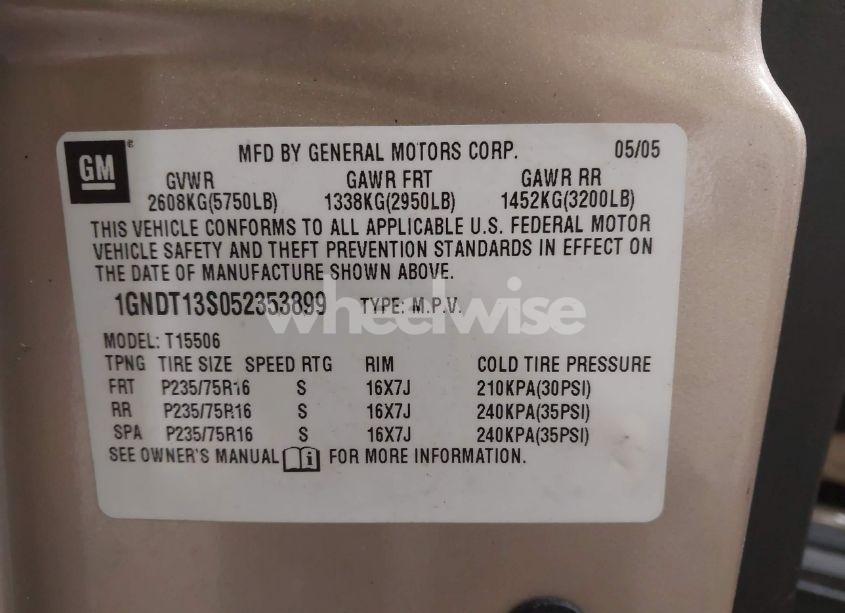 GM
MFD BY GENERAL MOTORS CORP. 05/05
GVWR GAWR FRT GAWR RR
2608KG(5750LB) 1338KG(2950LB) 1452KG(3200LB)
THIS VEHICLE CONFORMS TO ALL APPLICABLE U.S. FEDERAL MOTOR
VEHICLE SAFETY AND THEFT PREVENTION STANDARDS IN EFFECT ON
THE DATE OF MANUFACTURE SHOWN ABOVE.
1GNDT13S052353899 TYPE: M.P.V.
wheelwise
MODEL: T15506
TPNG TIRE SIZE SPEED RTG RIM COLD TIRE PRESSURE
FRT P235/75R16 S 16X7J 210KPA(30PSI)
RR P235/75R16 S 16X7J 240KPA(35PSI)
SPA P235/75R16 S 16X7J 240KPA(35PSI)
SEE OWNER'S MANUAL i FOR MORE INFORMATION.